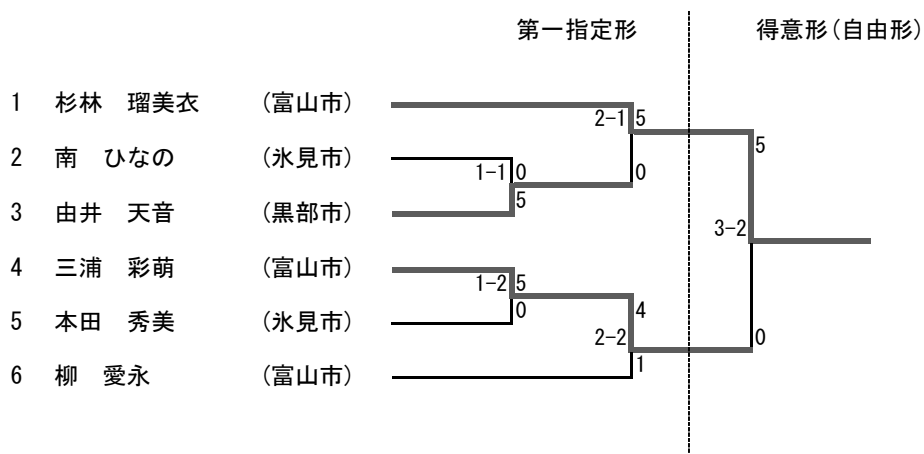 第一指定形 得意形(自由形)
1 杉林 瑠美衣 (富山市)
2-1 5
2 南 ひなの (氷見市)
5
1-1 0
0
3 由井 天音 (黒部市)
5
3-2
4 三浦 彩萌 (富山市)
1-2 5
5 本田 秀美 (氷見市)
0
4
2-2
0
6 柳 愛永 (富山市)
1